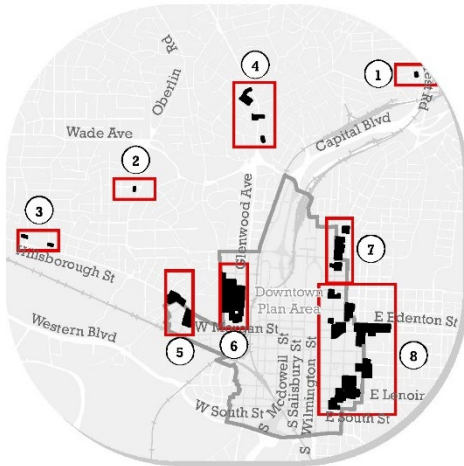 Oberlin
Rd
4
1
rest Rd
Wade Ave
Capital Blvd
2
Glenwood Ave
3
Hillsborough St
7
Downtown
Plan Area
Western Blvd
5
W Morgan St
6
E Edenton St
8
S McDowell St
S Salisbury St
S Wilmington St
W South St
E Lenoir
E South St